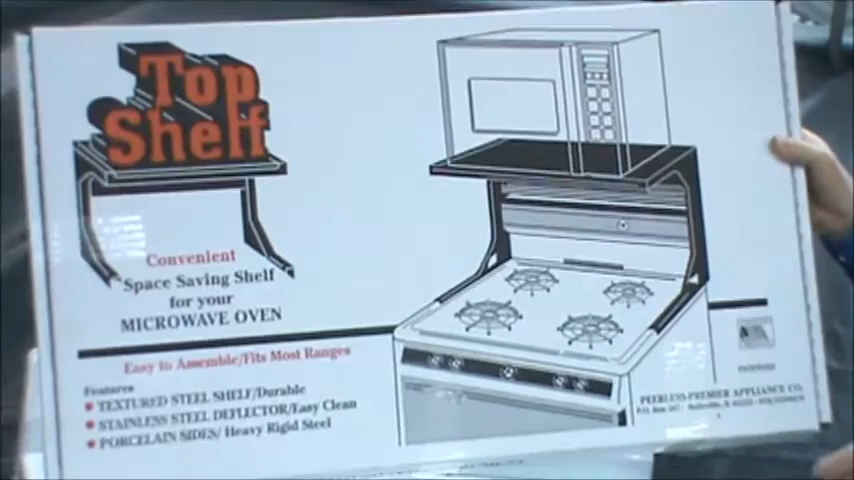 Top
Shelf
Convenient
Space Saving Shelf
for your
MICROWAVE OVEN
Easy to Assemble/Fits Most Ranges
Features
TEXTURED STEEL SHELF/Durable
STAINLESS STEEL DEFLECTOR/Easy Clean
PORCELAIN SIDES/ Heavy Rigid Steel
PEERLESS-PREMIER APPLIANCE CO.
P.O. Box